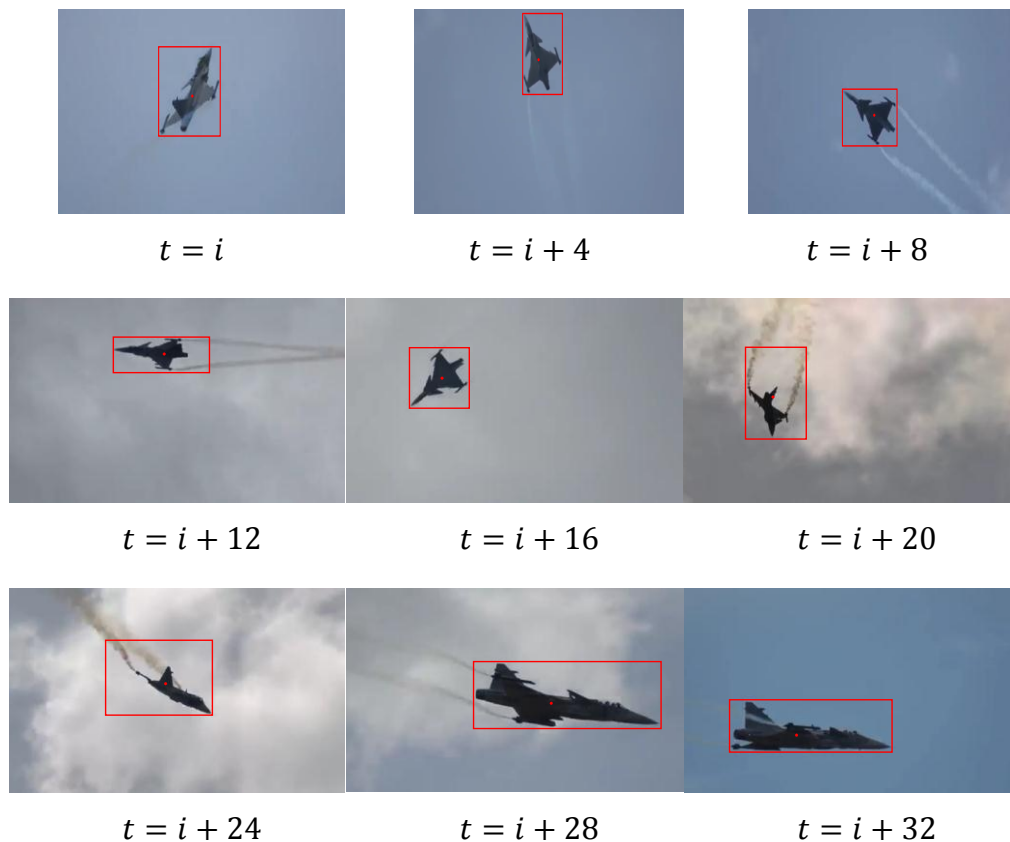 t = i
t = i + 4
t = i + 8
t = i + 12
t = i + 16
t = i + 20
t = i + 24
t = i + 28
t = i + 32